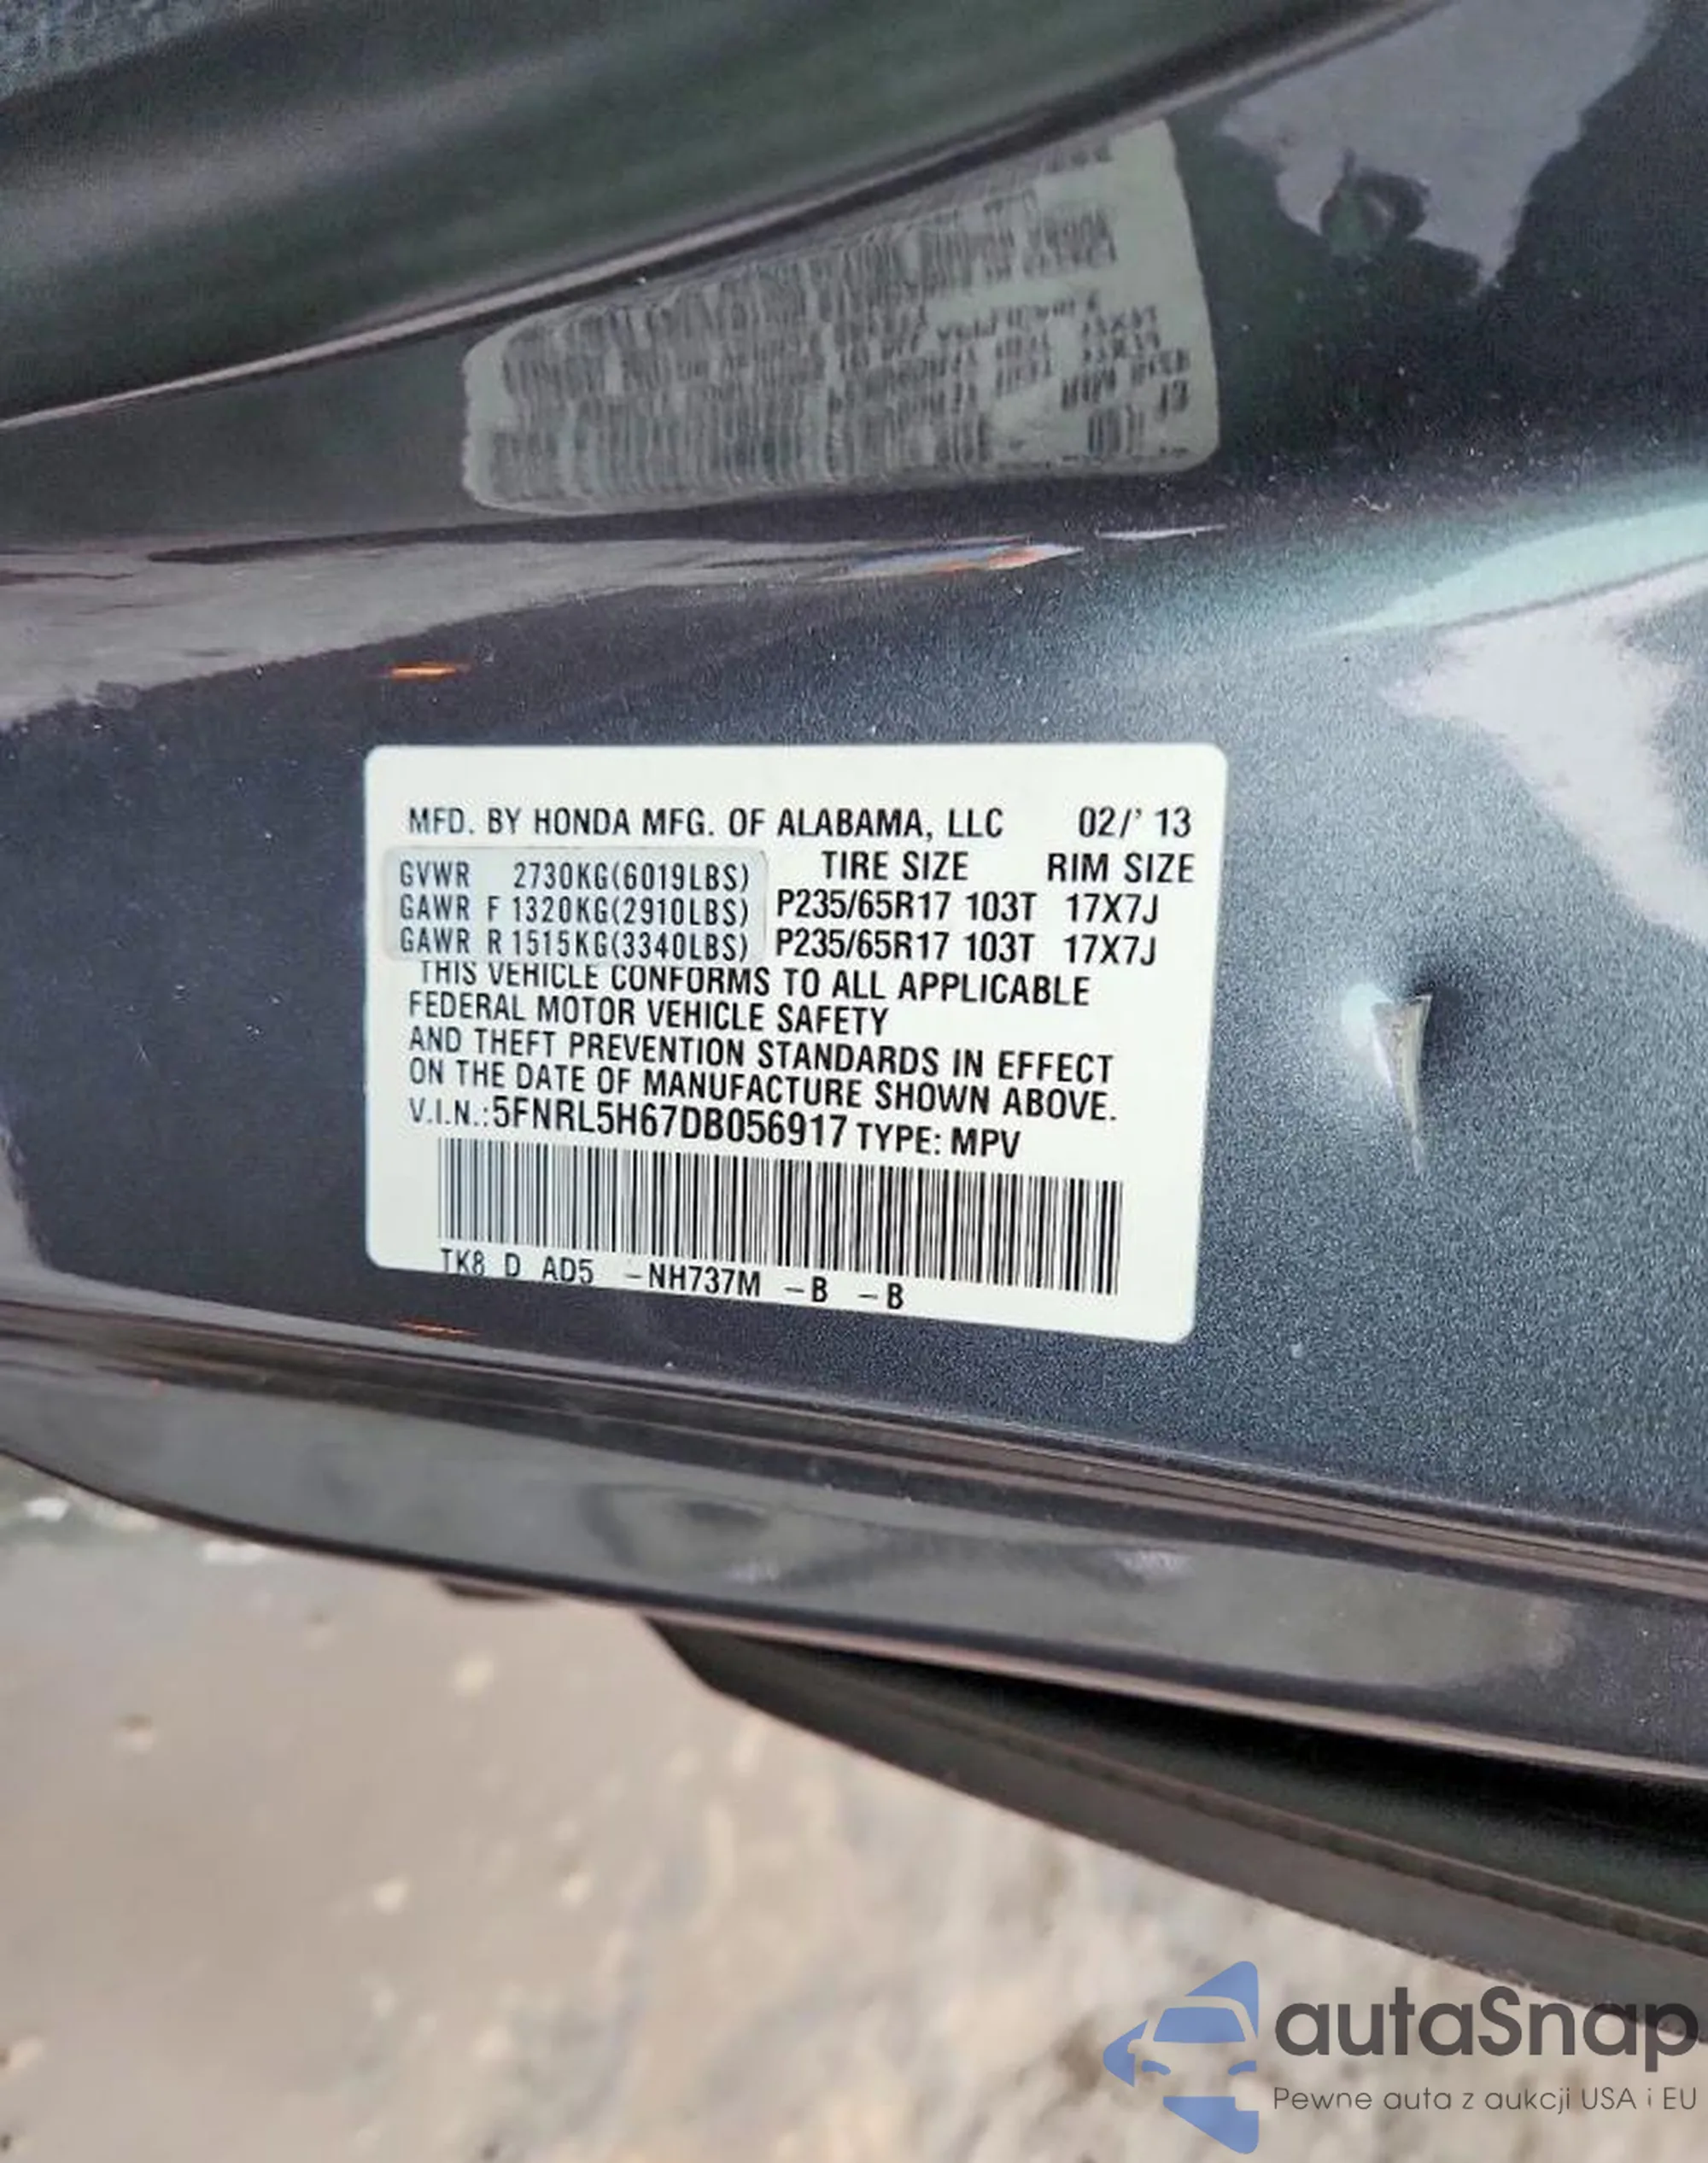 MFD. BY HONDA MFG. OF ALABAMA, LLC 02/' 13
TIRE SIZE RIM SIZE
GVWR 2730KG(6019LBS)
GAWR F 1320KG(2910LBS) P235/65R17 103T 17X7J
GAWR R 1515KG(3340LBS) P235/65R17 103T 17X7J
THIS VEHICLE CONFORMS TO ALL APPLICABLE
FEDERAL MOTOR VEHICLE SAFETY
AND THEFT PREVENTION STANDARDS IN EFFECT
ON THE DATE OF MANUFACTURE SHOWN ABOVE.
V.I.N.: 5FNRL5H67DB056917 TYPE: MPV
TK8 D AD5 -NH737M -B -B
autaSnap
Pewne auta z aukcji USA i EU